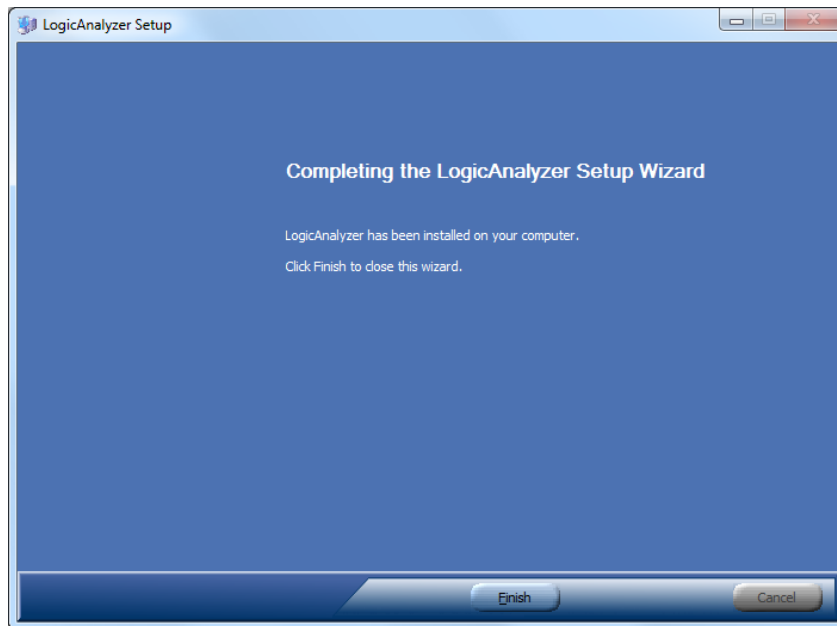 LogicAnalyzer Setup
Completing the LogicAnalyzer Setup Wizard
LogicAnalyzer has been installed on your computer.
Click Finish to close this wizard.
Finish
Cancel